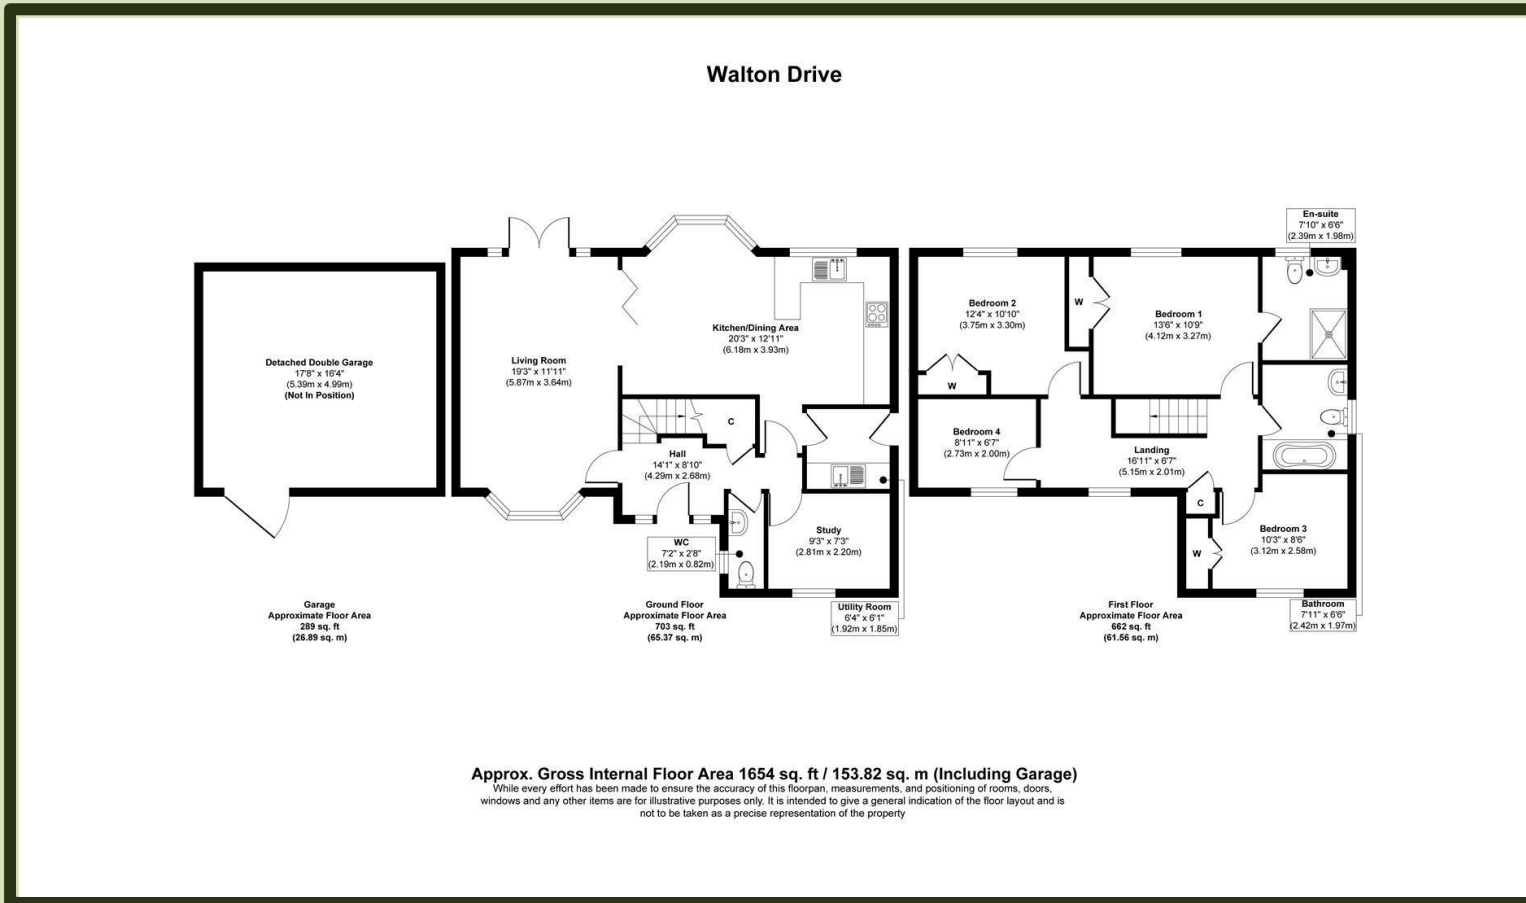 Walton Drive
Detached Double Garage
17'8" x 16'4"
(5.39m x 4.99m)
(Not In Position)
Garage
Approximate Floor Area
289 sq. ft
(26.89 sq. m)
Living Room
19'3" x 11'11"
(5.87m x 3.64m)
Kitchen/Dining Area
20'3" x 12'11"
(6.18m x 3.93m)
C
Hall
14'1" x 8'10"
(4.29m x 2.68m)
WC
7'2" x 2'8"
(2.19m x 0.82m)
Study
9'3" x 7'3"
(2.81m x 2.20m)
Utility Room
6'4" x 6'1"
(1.92m x 1.85m)
Ground Floor
Approximate Floor Area
703 sq. ft
(65.37 sq. m)
En-suite
7'10" x 6'6"
(2.39m x 1.98m)
Bedroom 2
12'4" x 10'10"
(3.75m x 3.30m)
W
W
Bedroom 1
13'6" x 10'9"
(4.12m x 3.27m)
Bedroom 4
8'11" x 6'7"
(2.73m x 2.00m)
Landing
16'11" x 6'7"
(5.15m x 2.01m)
C
W
Bedroom 3
10'3" x 8'6"
(3.12m x 2.58m)
Bathroom
7'11" x 6'6"
(2.42m x 1.97m)
First Floor
Approximate Floor Area
662 sq. ft
(61.56 sq. m)
Approx. Gross Internal Floor Area 1654 sq. ft / 153.82 sq. m (Including Garage)
While every effort has been made to ensure the accuracy of this floorpan, measurements, and positioning of rooms, doors,
windows and any other items are for illustrative purposes only. It is intended to give a general indication of the floor layout and is
not to be taken as a precise representation of the property